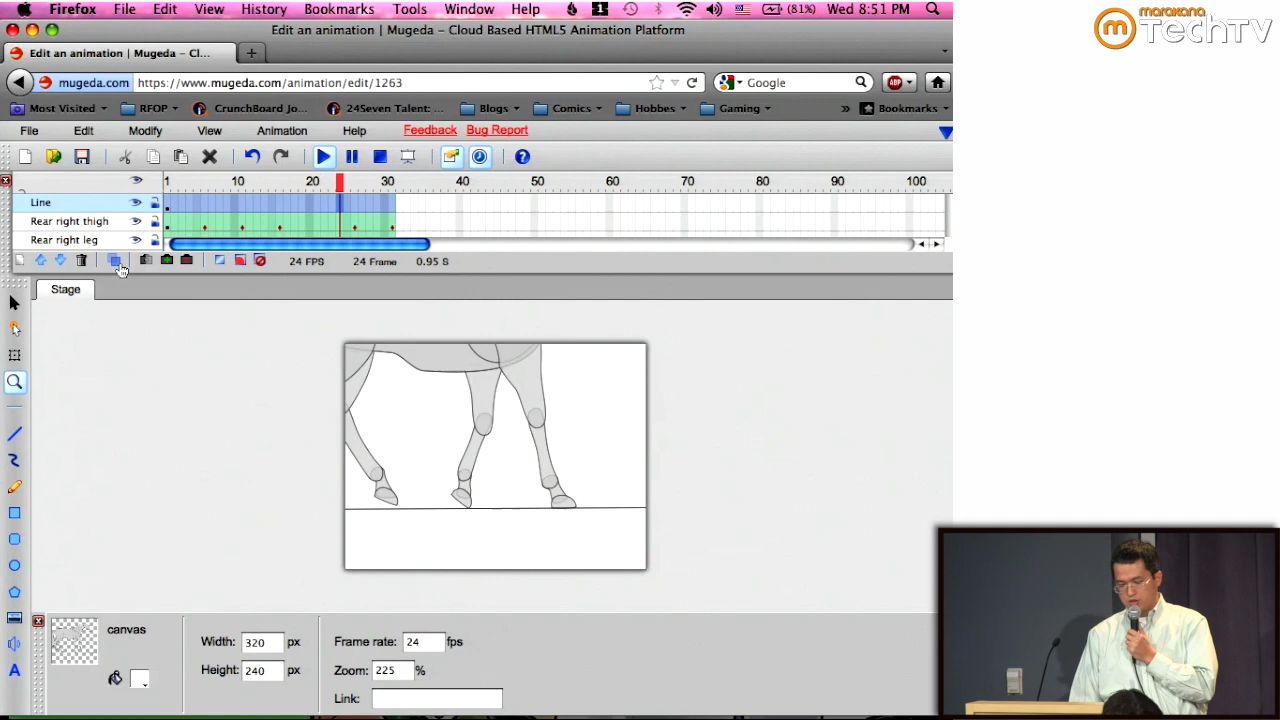 Firefox File Edit View History Bookmarks Tools Window Help 1 (81%) Wed 8:51 PM
marakana TechTV
Edit an animation | Mugeda – Cloud Based HTML5 Animation Platform
Edit an animation | Mugeda – Cl...
mugeda.com https://www.mugeda.com/animation/edit/1263 Google ABP
Most Visited RFOP CrunchBoard Jo... 24Seven Talent:... Blogs Comics Hobbes Gaming » Bookmarks
File Edit Modify View Animation Help Feedback Bug Report
1 10 20 30 40 50 60 70 80 90 100
Line
Rear right thigh
Rear right leg
24 FPS 24 Frame 0.95 S
Stage
A
canvas
Width: 320 px
Height: 240 px
Frame rate: 24 fps
Zoom: 225 %
Link: